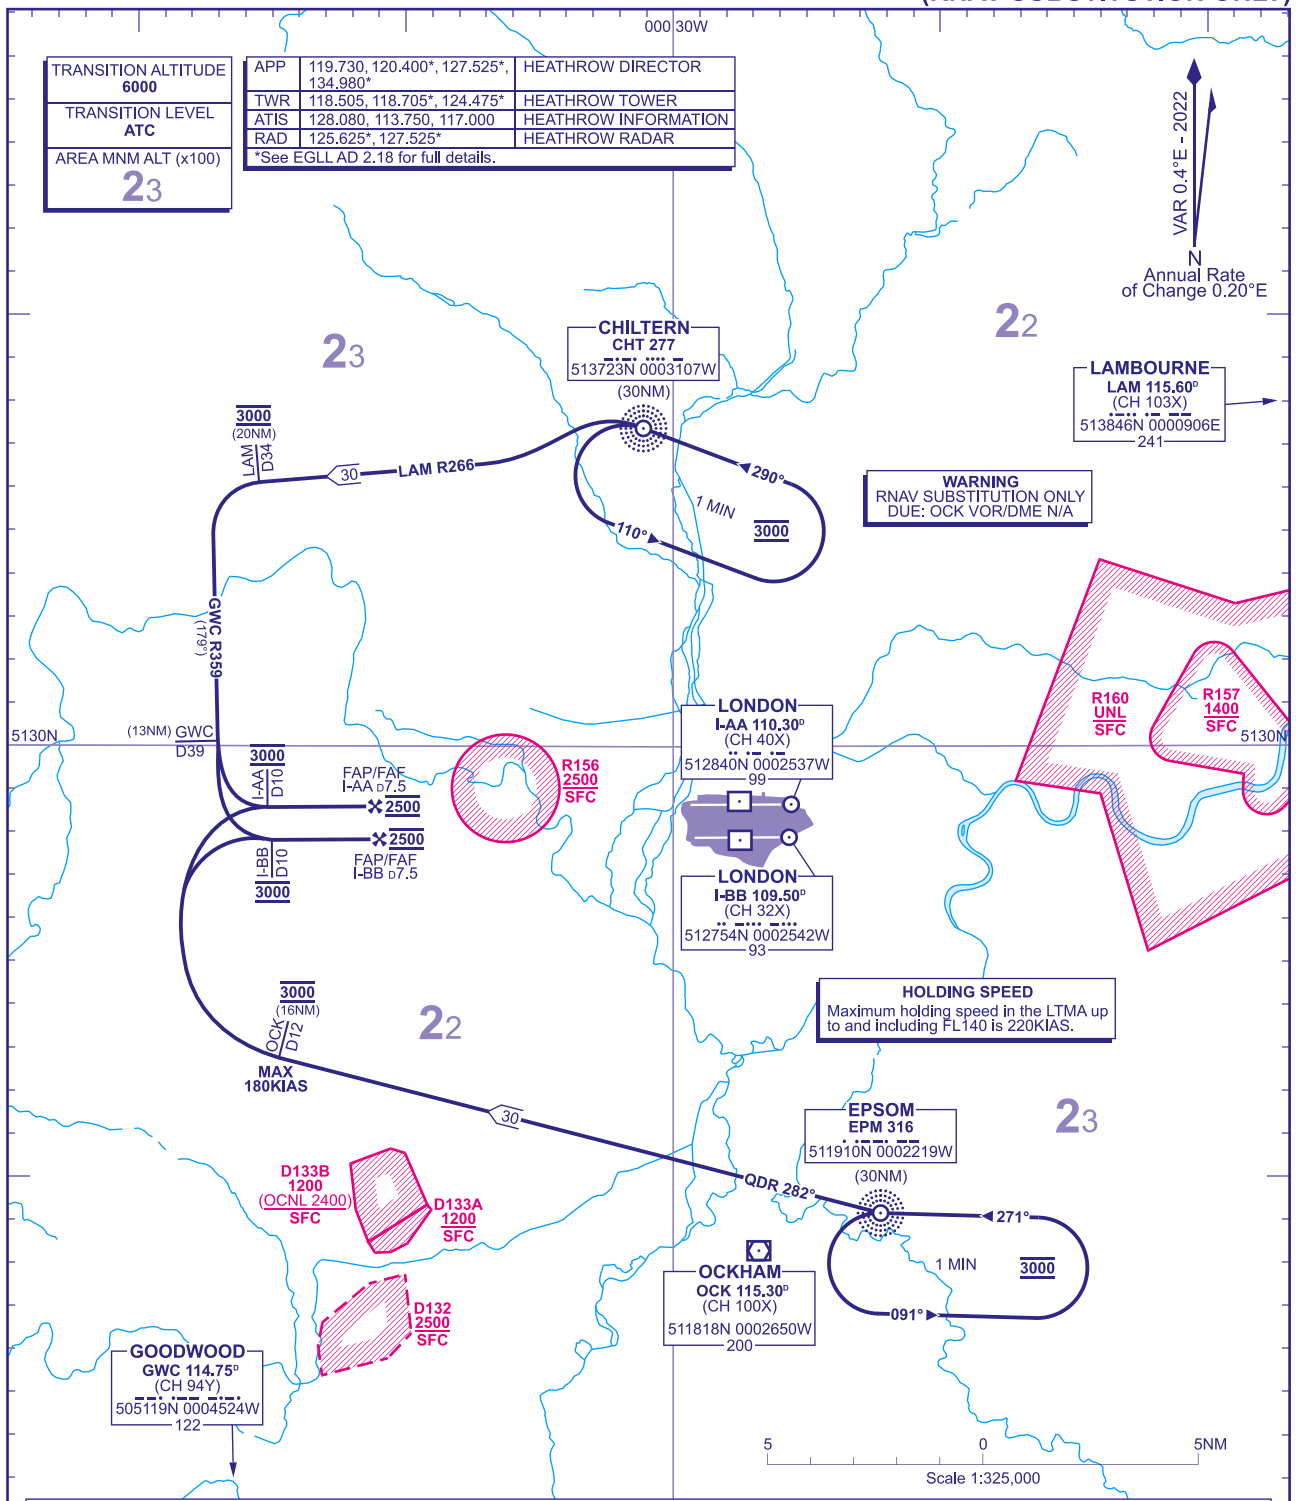 000 30W
TRANSITION ALTITUDE
6000
TRANSITION LEVEL
ATC
AREA MNM ALT (x100)
23
APP 119.730, 120.400*, 127.525*, 134.980* HEATHROW DIRECTOR
TWR 118.505, 118.705*, 124.475* HEATHROW TOWER
ATIS 128.080, 113.750, 117.000 HEATHROW INFORMATION
RAD 125.625*, 127.525* HEATHROW RADAR
*See EGLL AD 2.18 for full details.
VAR 0.4°E - 2022
N
Annual Rate
of Change 0.20°E
23
22
CHILTERN
CHT 277
513723N 0003107W
(30NM)
LAMBOURNE
LAM 115.60D
(CH 103X)
513846N 0000906E
241
3000
(20NM)
LAM
D34
30
LAM R266
290°
1 MIN
110°
3000
WARNING
RNAV SUBSTITUTION ONLY
DUE: OCK VOR/DME N/A
GWC R359
(179°)
R160
UNL
SFC
R157
1400
SFC
5130N
5130N
(13NM) GWC
D39
3000
I-AA
D10
FAP/FAF
I-AA D7.5
2500
2500
FAP/FAF
I-BB D7.5
I-BB
D10
3000
R156
2500
SFC
LONDON
I-AA 110.30D
(CH 40X)
512840N 0002537W
99
LONDON
I-BB 109.50D
(CH 32X)
512754N 0002542W
93
3000
(16NM)
OCK
D12
MAX
180KIAS
22
HOLDING SPEED
Maximum holding speed in the LTMA up
to and including FL140 is 220KIAS.
30
23
EPSOM
EPM 316
511910N 0002219W
(30NM)
QDR 282°
271°
1 MIN
3000
091°
D133B
1200
(OCNL 2400)
SFC
D133A
1200
SFC
D132
2500
SFC
OCKHAM
OCK 115.30D
(CH 100X)
511818N 0002650W
200
GOODWOOD
GWC 114.75D
(CH 94Y)
505119N 0004524W
122
5 0 5NM
Scale 1:325,000